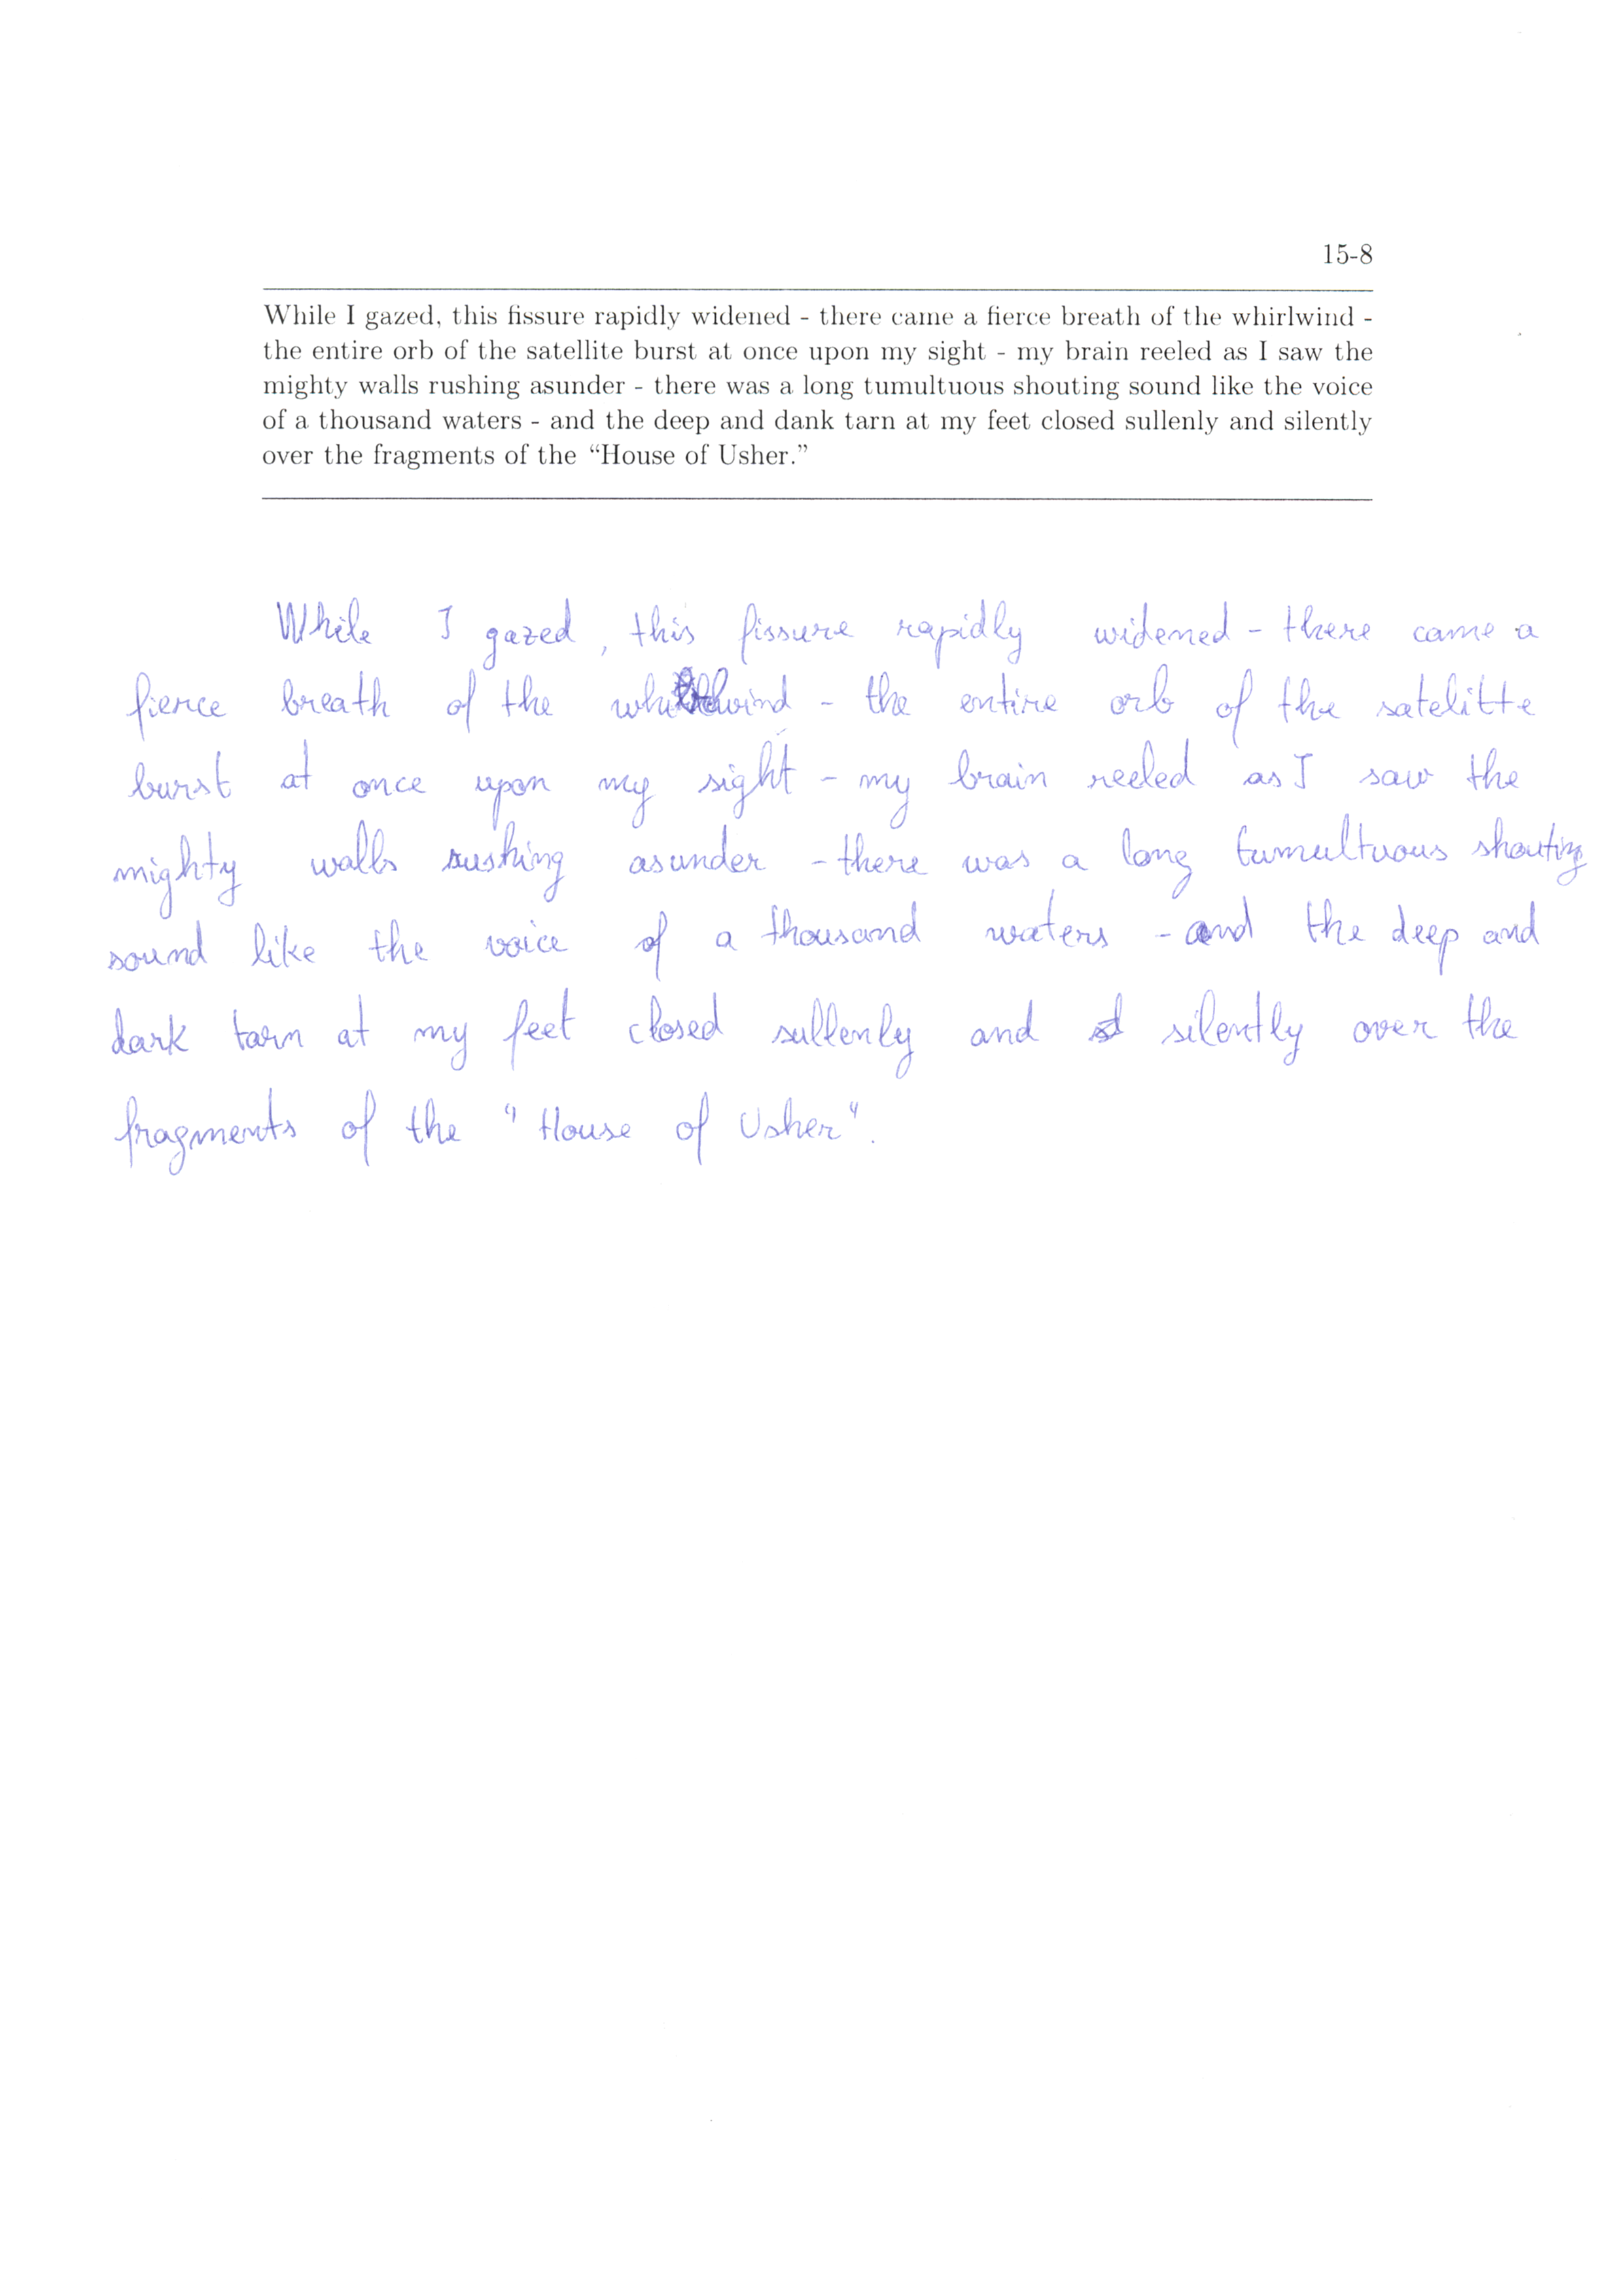 15-8
While I gazed, this fissure rapidly widened - there came a fierce breath of the whirlwind -
the entire orb of the satellite burst at once upon my sight - my brain reeled as I saw the
mighty walls rushing asunder - there was a long tumultuous shouting sound like the voice
of a thousand waters - and the deep and dank tarn at my feet closed sullenly and silently
over the fragments of the “House of Usher.”
While I gazed, this fissure rapidly widened - there came a
fierce breath of the - the entire orb of the satelitte
burst at once upon my sight - my brain reeled as I saw the
mighty walls rushing asunder - there was a long tumultuous shouting
sound like the voice of a thousand waters - and the deep and
dark tarn at my feet closed sullenly and silently over the
fragments of the "House of Usher".